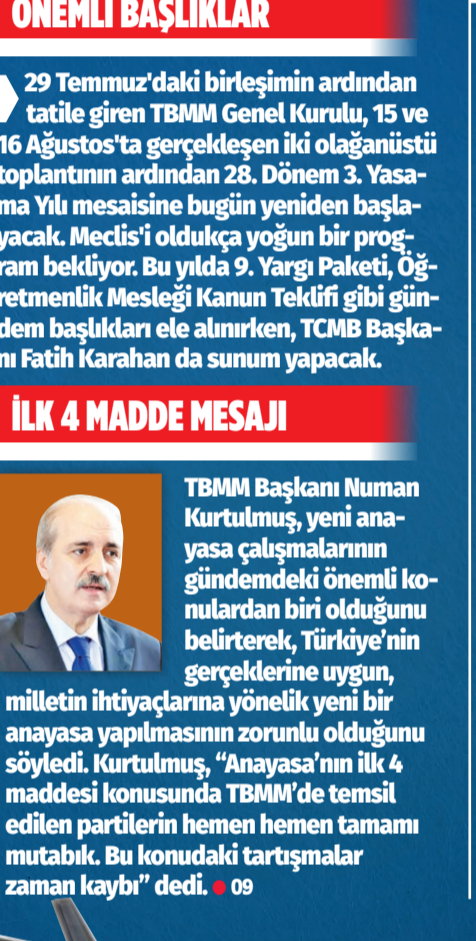 ÖNEMLİ BAŞLIKLAR
29 Temmuz'daki birleşimin ardından
tatile giren TBMM Genel Kurulu, 15 ve
16 Ağustos'ta gerçekleşen iki olağanüstü
toplantının ardından 28. Dönem 3. Yasa-
ma Yılı mesaisine bugün yeniden başla-
yacak. Meclis'i oldukça yoğun bir prog-
ram bekliyor. Bu yılda 9. Yargı Paketi, Öğ-
retmenlik Mesleği Kanun Teklifi gibi gün-
dem başlıkları ele alınırken, TCMB Başka-
nı Fatih Karahan da sunum yapacak.
İLK 4 MADDE MESAJI
TBMM Başkanı Numan
Kurtulmuş, yeni ana-
yasa çalışmalarının
gündemdeki önemli ko-
nulardan biri olduğunu
belirterek, Türkiye’nin
gerçeklerine uygun,
milletin ihtiyaçlarına yönelik yeni bir
anayasa yapılmasının zorunlu olduğunu
söyledi. Kurtulmuş, “Anayasa’nın ilk 4
maddesi konusunda TBMM’de temsil
edilen partilerin hemen hemen tamamı
mutabık. Bu konudaki tartışmalar
zaman kaybı” dedi. ● 09